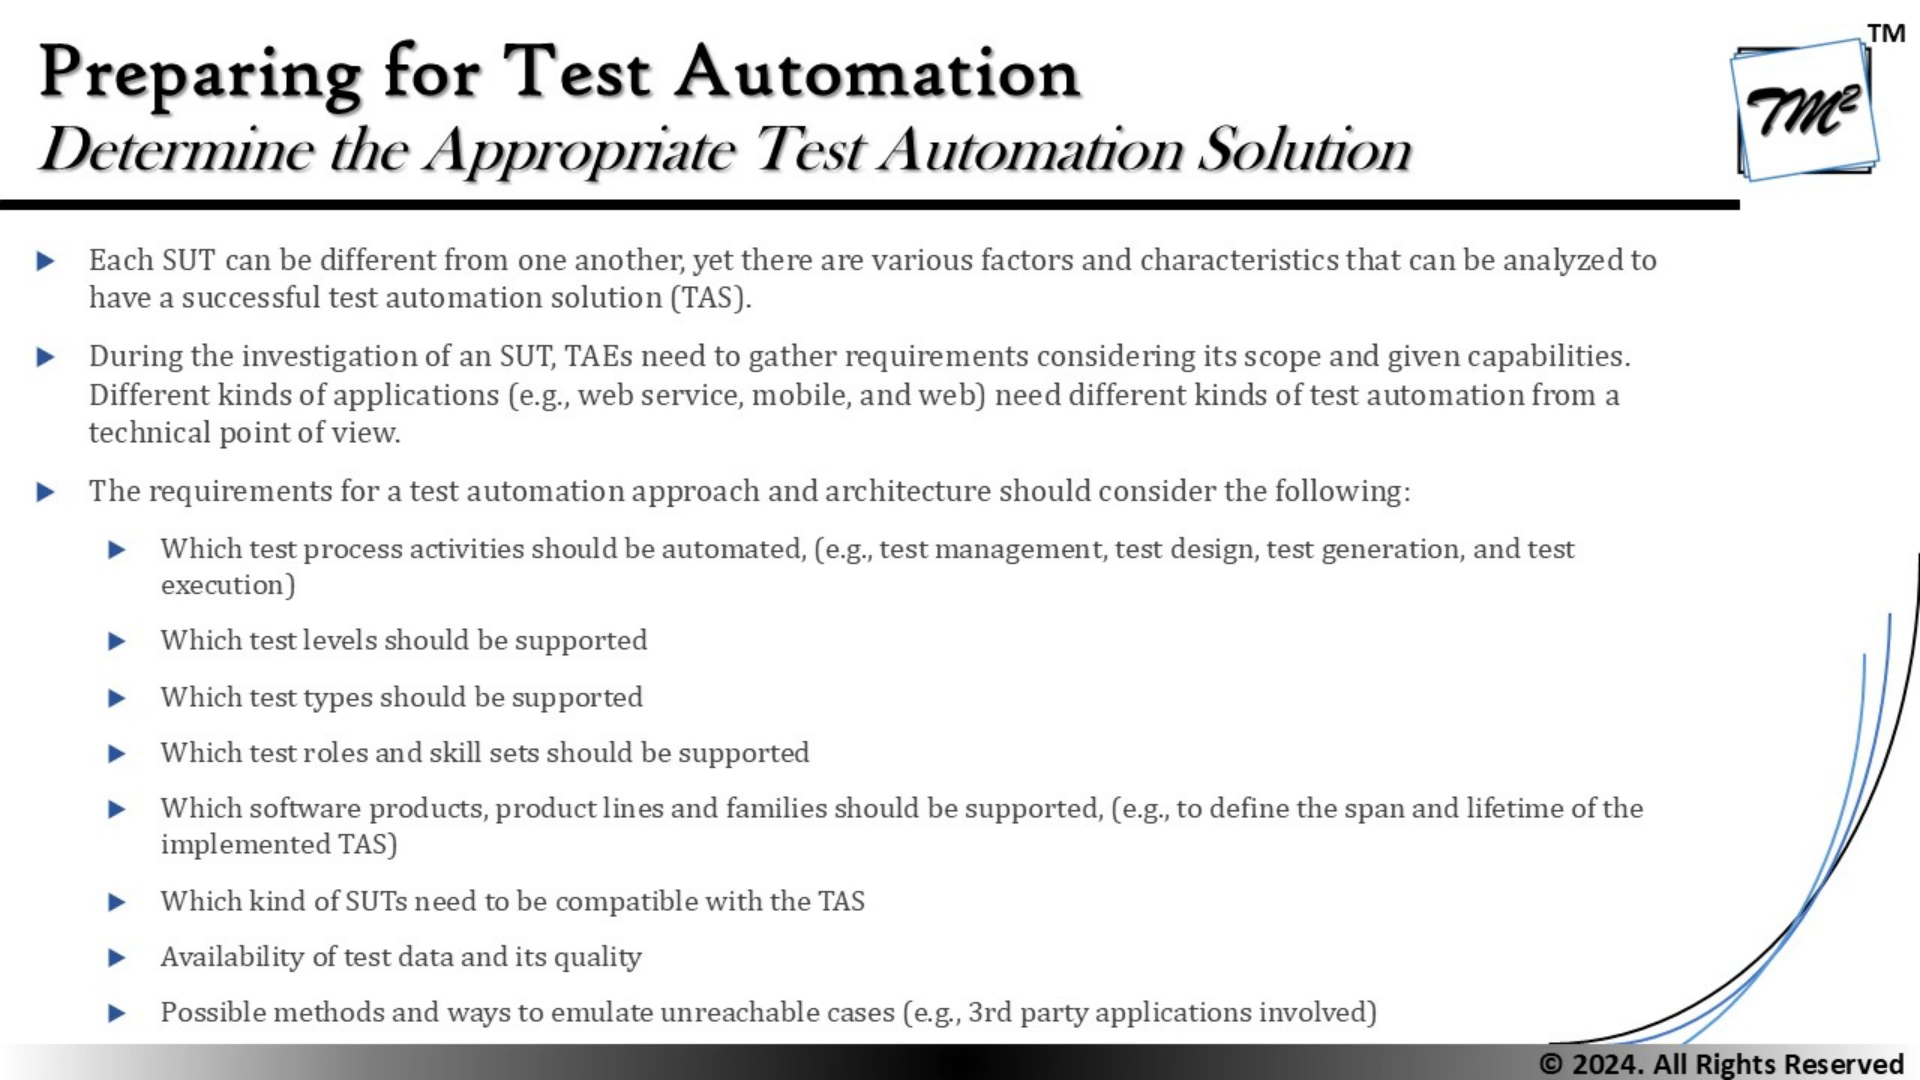 Preparing for Test Automation
Determine the Appropriate Test Automation Solution
TM
TM²
Each SUT can be different from one another, yet there are various factors and characteristics that can be analyzed to
have a successful test automation solution (TAS).
During the investigation of an SUT, TAEs need to gather requirements considering its scope and given capabilities.
Different kinds of applications (e.g., web service, mobile, and web) need different kinds of test automation from a
technical point of view.
The requirements for a test automation approach and architecture should consider the following:
Which test process activities should be automated, (e.g., test management, test design, test generation, and test
execution)
Which test levels should be supported
Which test types should be supported
Which test roles and skill sets should be supported
Which software products, product lines and families should be supported, (e.g., to define the span and lifetime of the
implemented TAS)
Which kind of SUTs need to be compatible with the TAS
Availability of test data and its quality
Possible methods and ways to emulate unreachable cases (e.g., 3rd party applications involved)
© 2024. All Rights Reserved